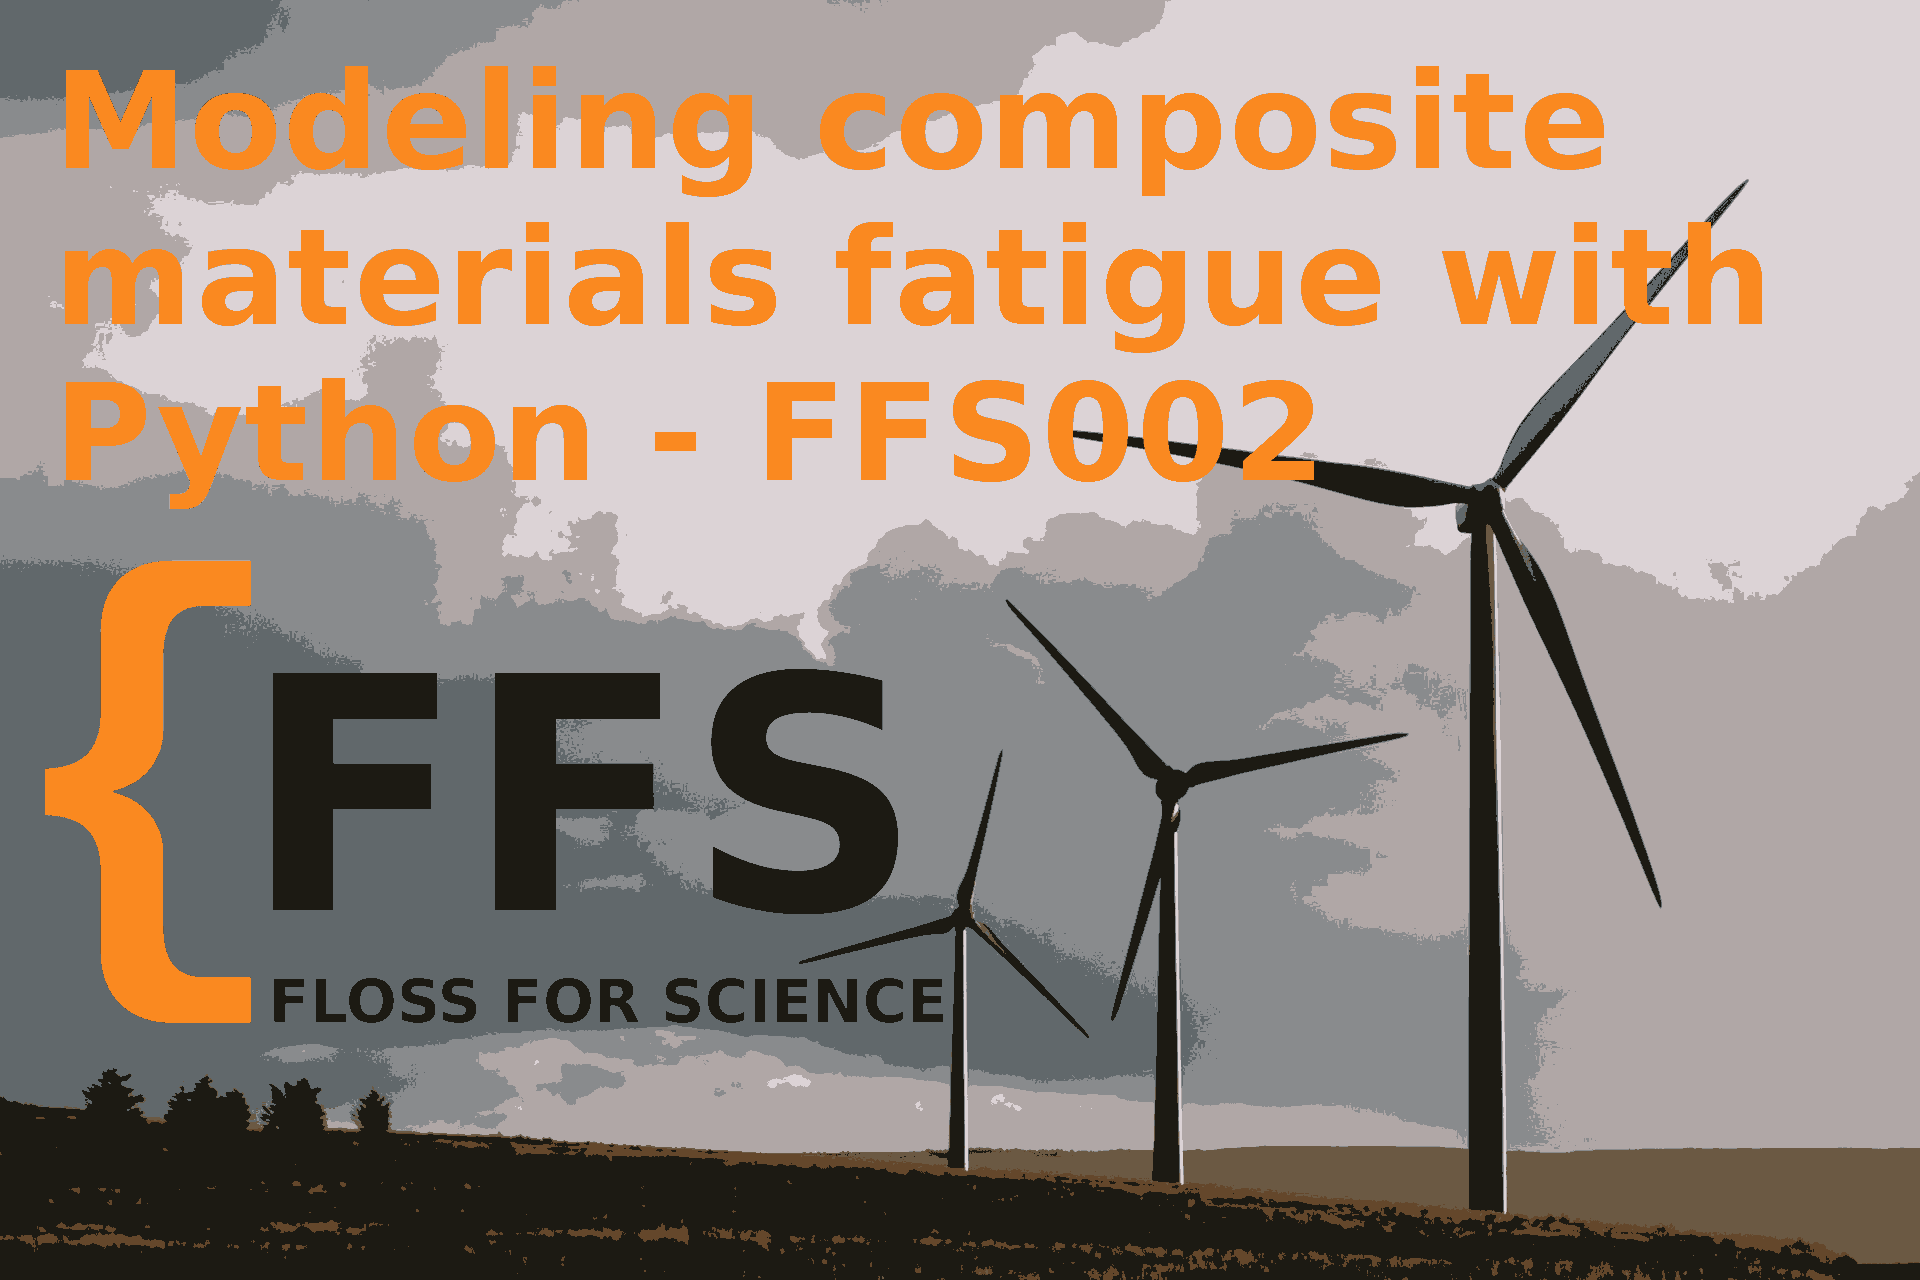 Modeling composite
materials fatigue with
Python - FFS002
FFS
FLOSS FOR SCIENCE